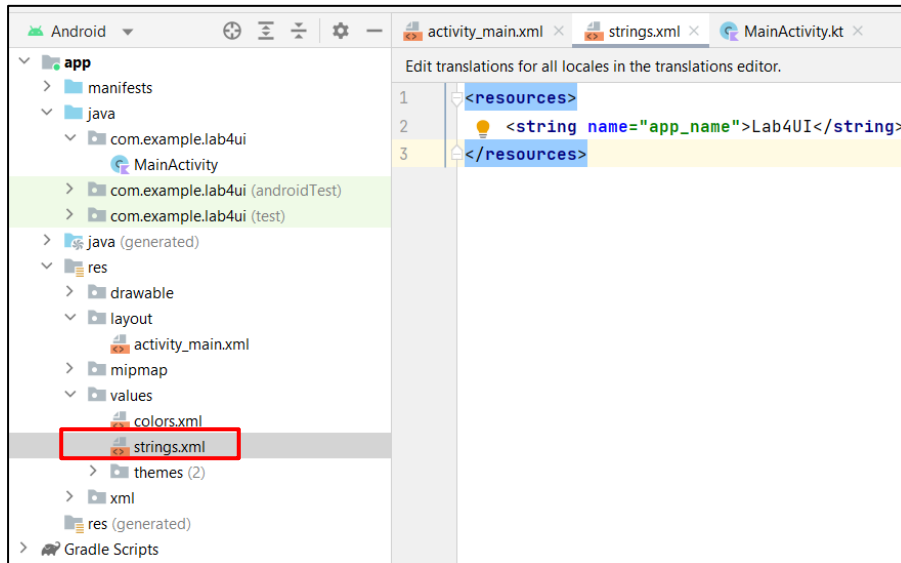 Android
app
manifests
java
com.example.lab4ui
MainActivity
com.example.lab4ui (androidTest)
com.example.lab4ui (test)
java (generated)
res
drawable
layout
activity_main.xml
mipmap
values
colors.xml
strings.xml
themes (2)
xml
res (generated)
Gradle Scripts
activity_main.xml
strings.xml
MainActivity.kt
Edit translations for all locales in the translations editor.
1 <resources>
2 <string name="app_name">Lab4UI</string>
3 </resources>